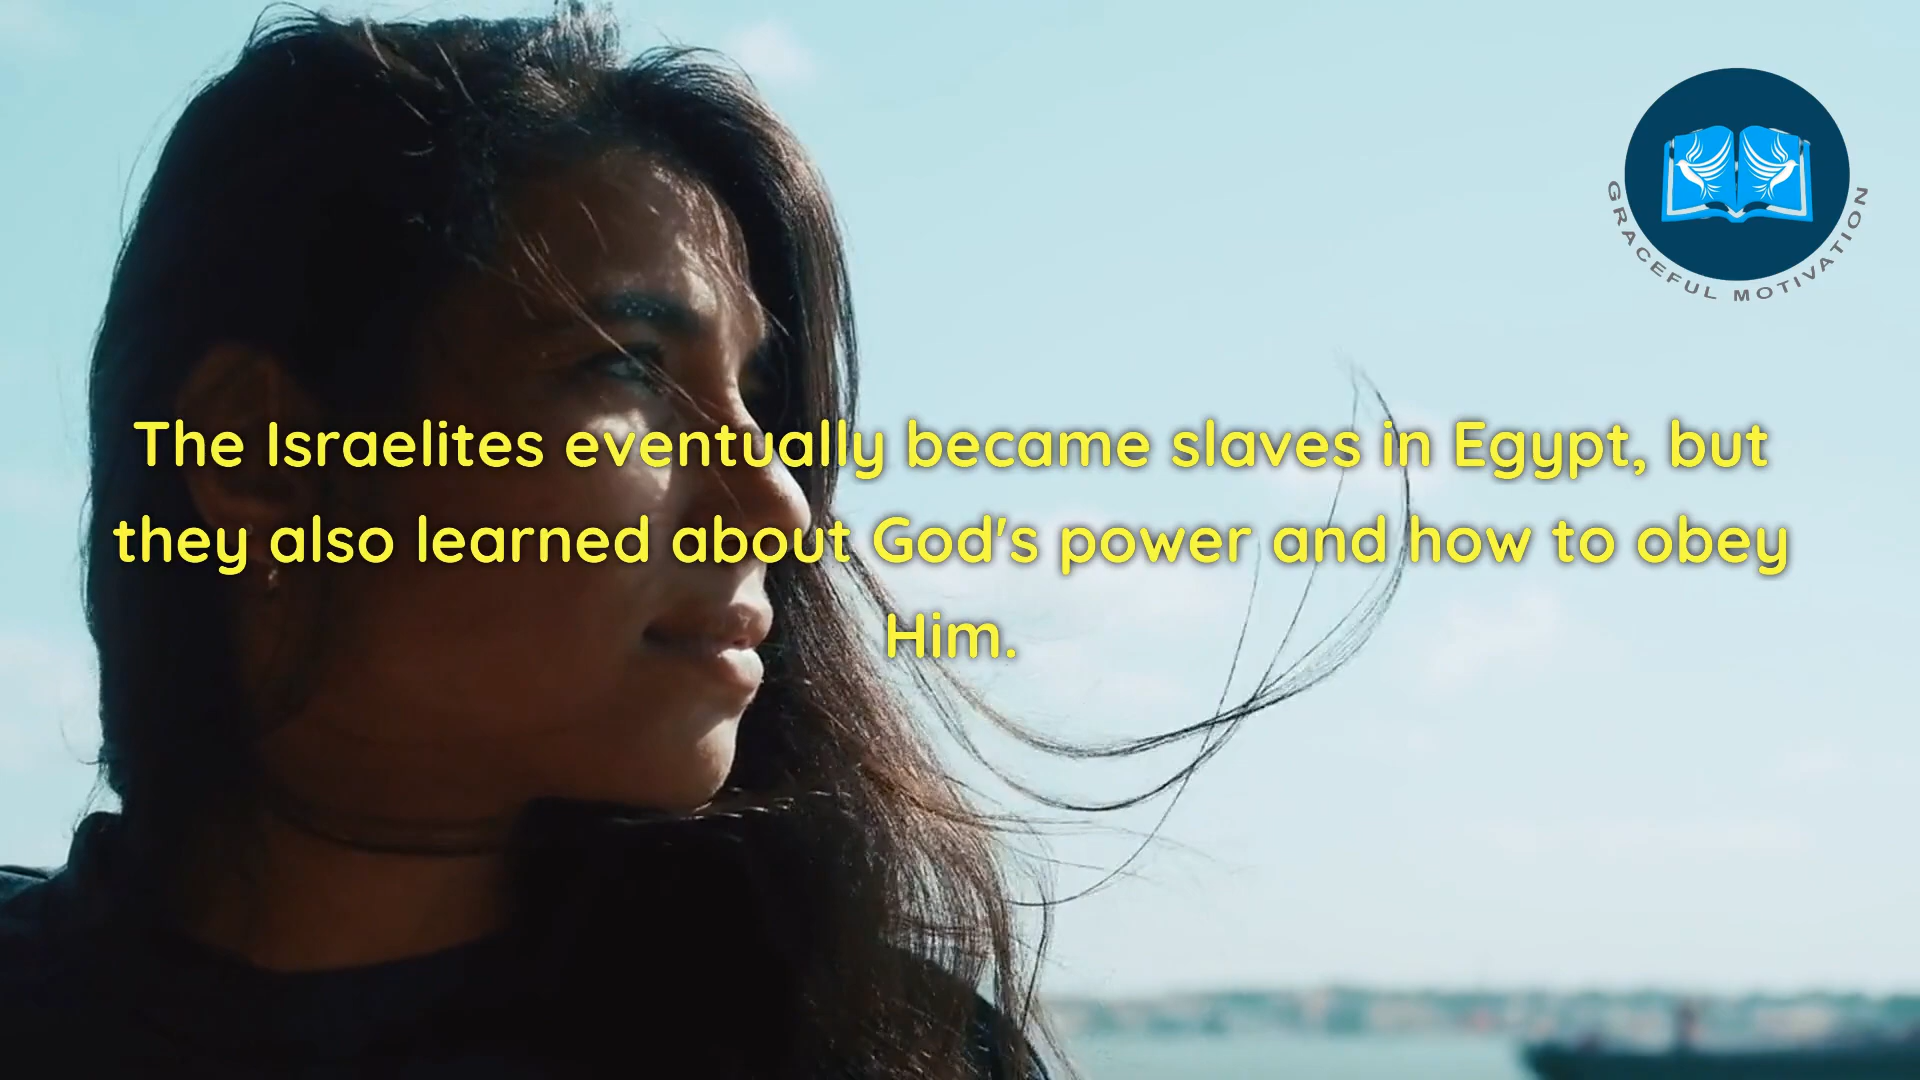 GRACEFUL MOTIVATION
The Israelites eventually became slaves in Egypt, but
they also learned about God's power and how to obey
Him.